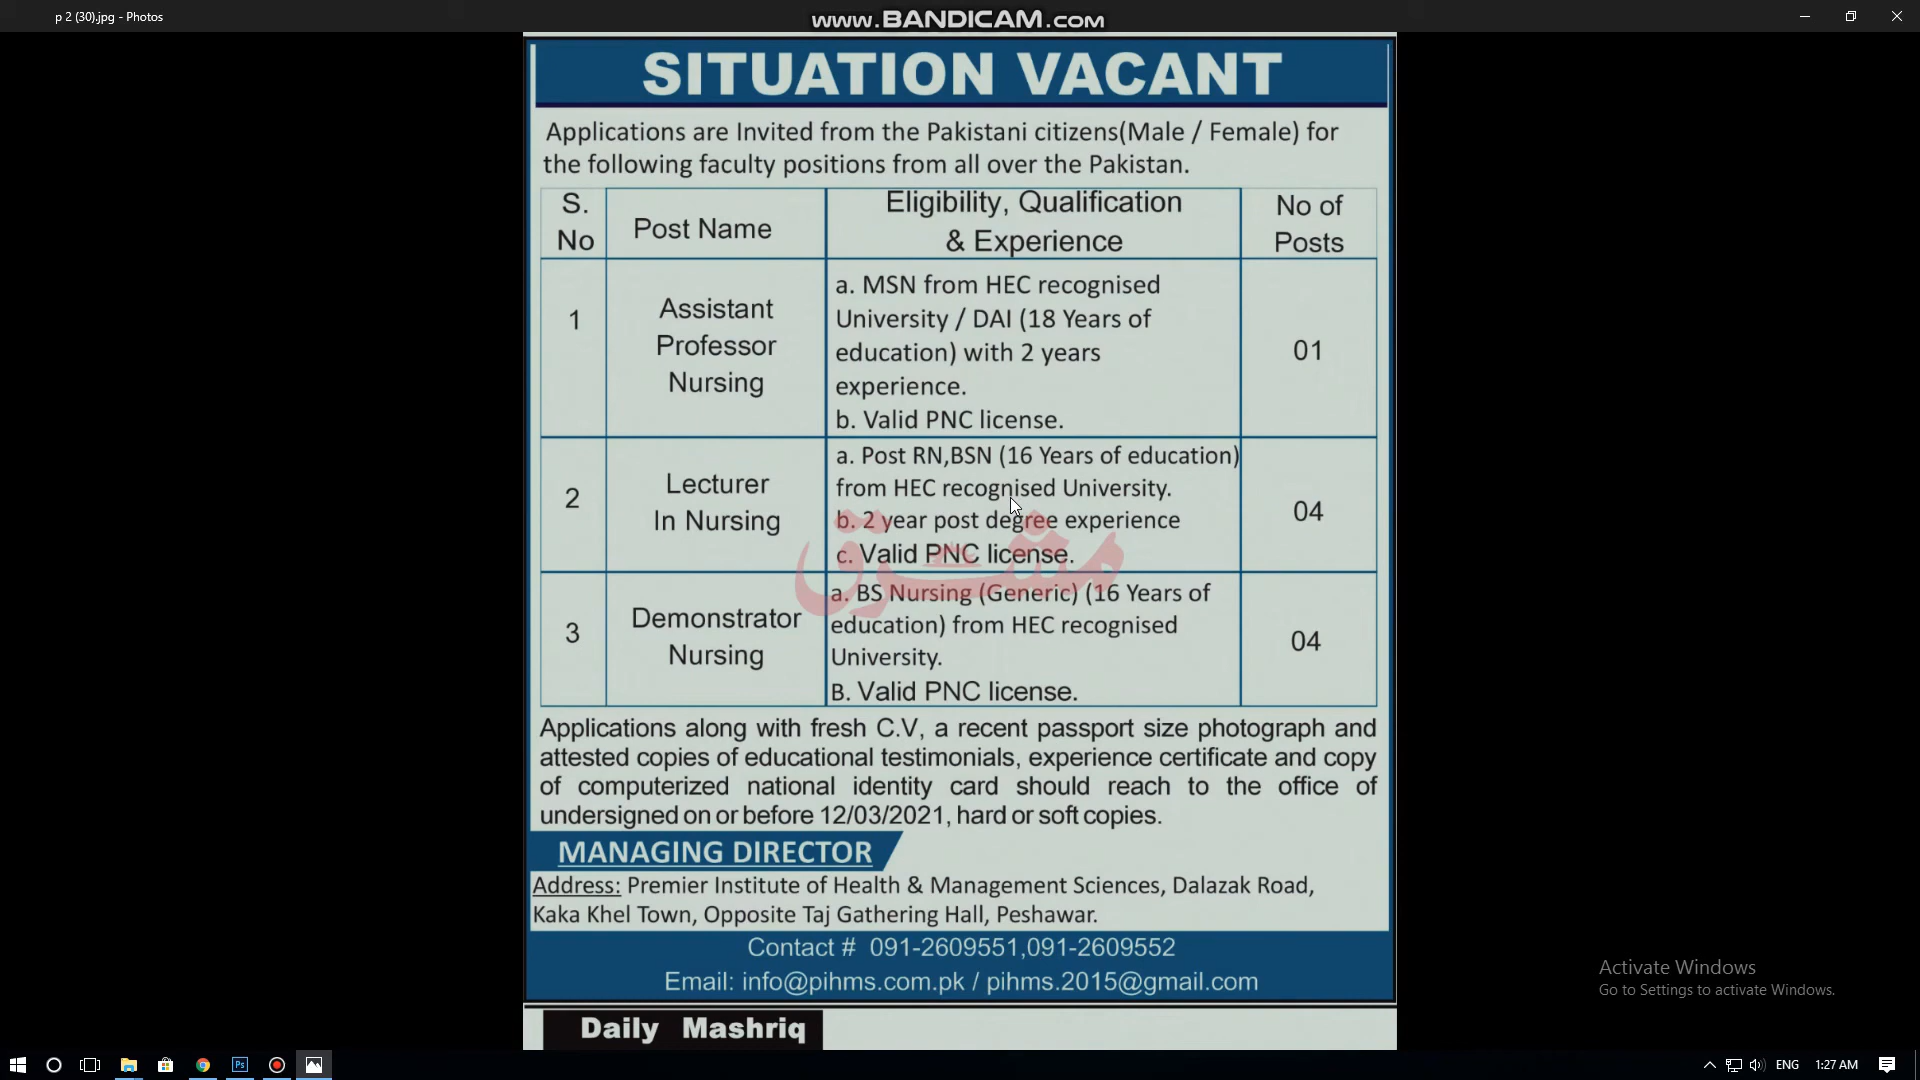 p 2 (30).jpg - Photos
www.BANDICAM.com
SITUATION VACANT
Applications are Invited from the Pakistani citizens(Male / Female) for
the following faculty positions from all over the Pakistan.
S.
No
Post Name
Eligibility, Qualification
& Experience
No of
Posts
1
Assistant
Professor
Nursing
a. MSN from HEC recognised
University / DAI (18 Years of
education) with 2 years
experience.
b. Valid PNC license.
01
2
Lecturer
In Nursing
a. Post RN,BSN (16 Years of education)
from HEC recognised University.
b. 2 year post degree experience
c. Valid PNC license.
04
مشرق
3
Demonstrator
Nursing
a. BS Nursing (Generic) (16 Years of
education) from HEC recognised
University.
B. Valid PNC license.
04
Applications along with fresh C.V, a recent passport size photograph and
attested copies of educational testimonials, experience certificate and copy
of computerized national identity card should reach to the office of
undersigned on or before 12/03/2021, hard or soft copies.
MANAGING DIRECTOR
Address: Premier Institute of Health & Management Sciences, Dalazak Road,
Kaka Khel Town, Opposite Taj Gathering Hall, Peshawar.
Contact # 091-2609551,091-2609552
Email: info@pihms.com.pk / pihms.2015@gmail.com
Daily Mashriq
Activate Windows
Go to Settings to activate Windows.
Ps
ENG
1:27 AM